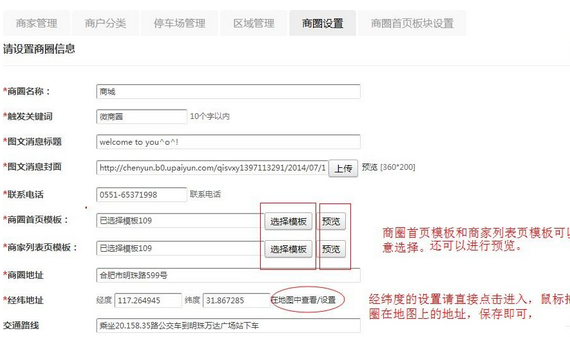 商家管理 商户分类 停车场管理 区域管理 商圈设置 商圈首页板块设置
请设置商圈信息
*商圈名称： 商城
*触发关键词 微商圈 10个字以内
*图文消息标题 welcome to you^o^!
*图文消息封面 http://chenyun.b0.upaiyun.com/qisvxy1397113291/2014/07/1 上传 预览 [360*200]
*联系电话 0551-65371998 联系电话
*商圈首页模板： 已选择模板109 选择模板 预览
*商家列表页模板： 已选择模板109 选择模板 预览
商圈首页模板和商家列表页模板可以
意选择。还可以进行预览。
*商圈地址 合肥市明珠路599号
*经纬地址 经度 117.264945 纬度 31.867285 在地图中查看/设置
经纬度的设置请直接点击进入，鼠标拖
圈在地图上的地址，保存即可，
交通路线 乘坐20.158.35路公交车到明珠万达广场站下车